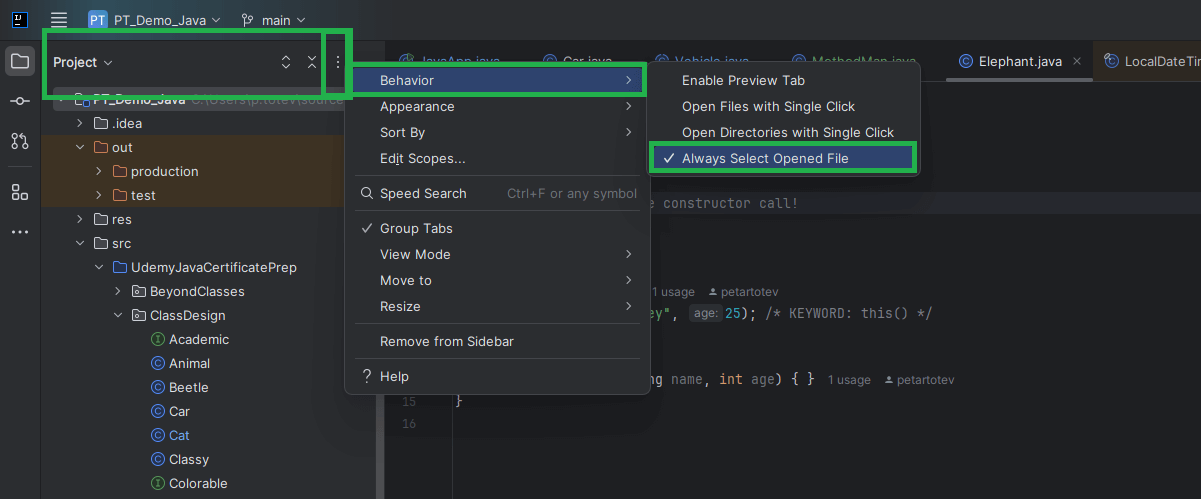 PT PT_Demo_Java main
Project
JavaApp.java Car.java Vehicle.java MethodMan.java Elephant.java LocalDateTim
PT_Demo_Java C:\Users\p.totev\source
.idea
out
production
test
res
src
UdemyJavaCertificatePrep
BeyondClasses
ClassDesign
Academic
Animal
Beetle
Car
Cat
Classy
Colorable
Behavior
Appearance
Sort By
Edit Scopes...
Speed Search Ctrl+F or any symbol
Group Tabs
View Mode
Move to
Resize
Remove from Sidebar
Help
Enable Preview Tab
Open Files with Single Click
Open Directories with Single Click
Always Select Opened File
e constructor call!
1 usage petartotev
ey", age: 25); /* KEYWORD: this() */
ng name, int age) { } 1 usage petartotev
15 }
16